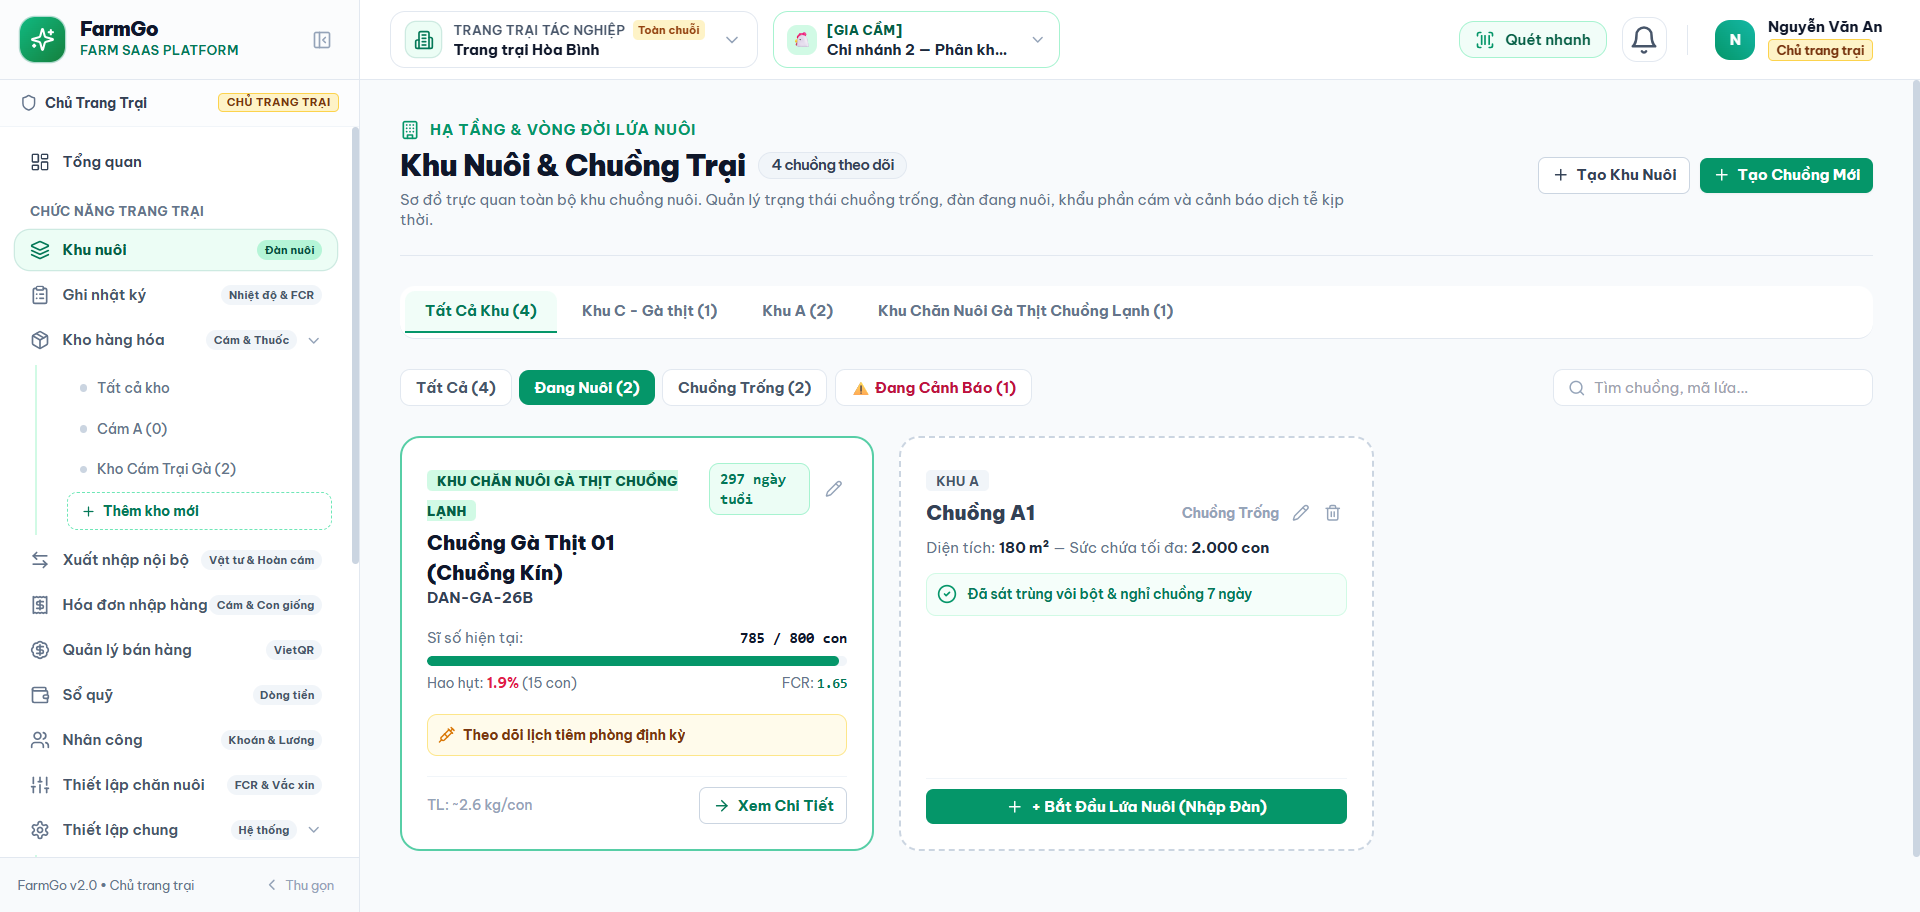 FarmGo
FARM SAAS PLATFORM
TRANG TRẠI TÁC NGHIỆP Toàn chuỗi
Trang trại Hòa Bình
[GIA CẦM]
Chi nhánh 2 — Phân kh...
Quét nhanh
N
Nguyễn Văn An
Chủ trang trại
Chủ Trang Trại
CHỦ TRANG TRẠI
Tổng quan
CHỨC NĂNG TRANG TRẠI
Khu nuôi Đàn nuôi
Ghi nhật ký Nhiệt độ & FCR
Kho hàng hóa Cám & Thuốc
Tất cả kho
Cám A (0)
Kho Cám Trại Gà (2)
+ Thêm kho mới
Xuất nhập nội bộ Vật tư & Hoàn cám
Hóa đơn nhập hàng Cám & Con giống
Quản lý bán hàng VietQR
Sổ quỹ Dòng tiền
Nhân công Khoán & Lương
Thiết lập chăn nuôi FCR & Vắc xin
Thiết lập chung Hệ thống
FarmGo v2.0 • Chủ trang trại
Thu gọn
HẠ TẦNG & VÒNG ĐỜI LỨA NUÔI
Khu Nuôi & Chuồng Trại 4 chuồng theo dõi
Sơ đồ trực quan toàn bộ khu chuồng nuôi. Quản lý trạng thái chuồng trống, đàn đang nuôi, khẩu phần cám và cảnh báo dịch tễ kịp
thời.
+ Tạo Khu Nuôi
+ Tạo Chuồng Mới
Tất Cả Khu (4) Khu C - Gà thịt (1) Khu A (2) Khu Chăn Nuôi Gà Thịt Chuồng Lạnh (1)
Tất Cả (4) Đang Nuôi (2) Chuồng Trống (2) Đang Cảnh Báo (1)
Tìm chuồng, mã lứa...
KHU CHĂN NUÔI GÀ THỊT CHUỒNG
LẠNH
297 ngày
tuổi
Chuồng Gà Thịt 01
(Chuồng Kín)
DAN-GA-26B
Sĩ số hiện tại: 785 / 800 con
Hao hụt: 1.9% (15 con) FCR: 1.65
Theo dõi lịch tiêm phòng định kỳ
TL: ~2.6 kg/con
Xem Chi Tiết
KHU A
Chuồng A1 Chuồng Trống
Diện tích: 180 m² — Sức chứa tối đa: 2.000 con
Đã sát trùng vôi bột & nghỉ chuồng 7 ngày
+ + Bắt Đầu Lứa Nuôi (Nhập Đàn)